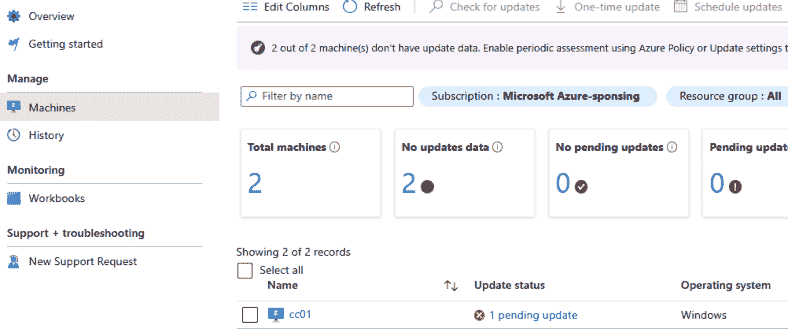 Overview
Getting started
Manage
Machines
History
Monitoring
Workbooks
Support + troubleshooting
New Support Request
Edit Columns Refresh Check for updates One-time update Schedule updates
2 out of 2 machine(s) don't have update data. Enable periodic assessment using Azure Policy or Update settings t
Filter by name Subscription : Microsoft Azure-sponsing Resource group : All
Total machines No updates data No pending updates Pending updat
2 2 0 0
Showing 2 of 2 records
Select all
Name Update status Operating system
cc01 1 pending update Windows